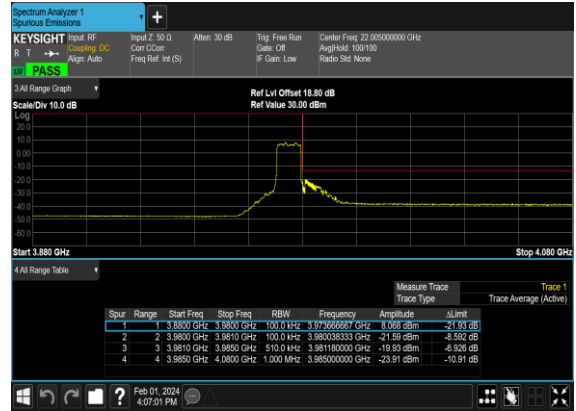 Spectrum Analyzer 1
Spurious Emissions
+
KEYSIGHT Input: RF Input Z: 50 Ω Atten: 30 dB Trig: Free Run Center Freq: 22.005000000 GHz
R T Coupling: DC Corr CCorr Gate: Off Avg|Hold: 100/100
Align: Auto Freq Ref: Int (S) IF Gain: Low Radio Std: None
LM PASS
3 All Range Graph
Ref Lvl Offset 18.80 dB
Scale/Div 10.0 dB Ref Value 30.00 dBm
Log
20.0
10.0
0.00
-10.0
-20.0
-30.0
-40.0
-50.0
-60.0
Start 3.880 GHz Stop 4.080 GHz
4 All Range Table
Measure Trace Trace 1
Trace Type Trace Average (Active)
Spur Range Start Freq Stop Freq RBW Frequency Amplitude ΔLimit
1 1 3.8800 GHz 3.9800 GHz 100.0 kHz 3.973666667 GHz 8.068 dBm -21.93 dB
2 2 3.9800 GHz 3.9810 GHz 100.0 kHz 3.980038333 GHz -21.59 dBm -8.592 dB
3 3 3.9810 GHz 3.9850 GHz 510.0 kHz 3.981180000 GHz -19.93 dBm -6.926 dB
4 4 3.9850 GHz 4.0800 GHz 1.000 MHz 3.985000000 GHz -23.91 dBm -10.91 dB
? Feb 01, 2024
4:07:01 PM